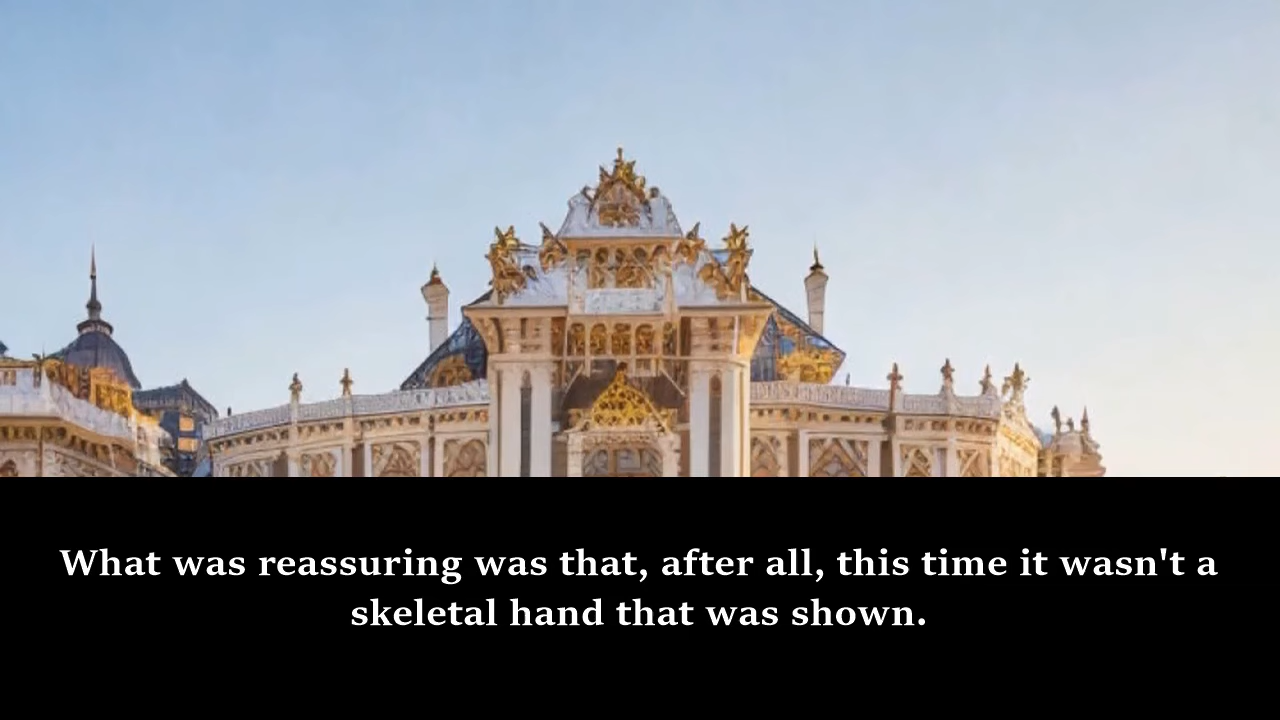 What was reassuring was that, after all, this time it wasn't a
skeletal hand that was shown.